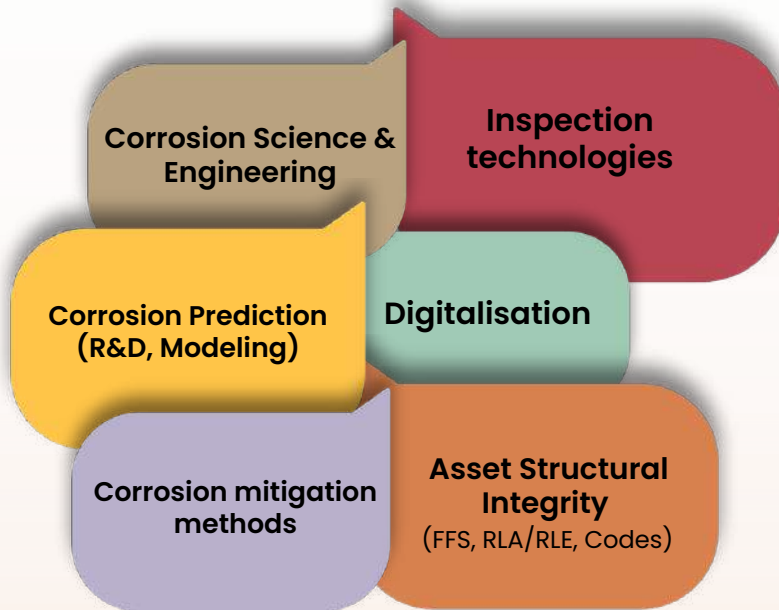 Corrosion Science &
Engineering
Inspection
technologies
Corrosion Prediction
(R&D, Modeling)
Digitalisation
Corrosion mitigation
methods
Asset Structural
Integrity
(FFS, RLA/RLE, Codes)